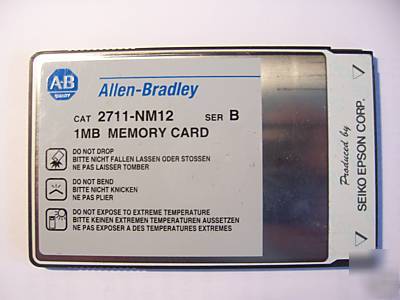 A·B
QUALITY
Allen-Bradley
CAT 2711-NM12 SER B
1MB MEMORY CARD
DO NOT DROP
BITTE NICHT FALLEN LASSEN ODER STOSSEN
NE PAS LAISSER TOMBER
DO NOT BEND
BITTE NICHT KNICKEN
NE PAS PLIER
DO NOT EXPOSE TO EXTREME TEMPERATURE
BITTE KEINEN EXTREMEN TEMPERATUREN AUSSETZEN
NE PAS EXPOSER A DES TEMPERATURES EXTREMES
Produced by
SEIKO EPSON CORP.